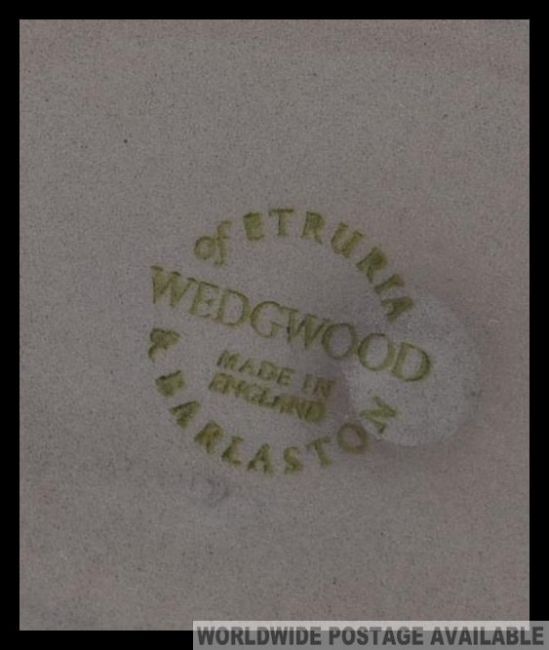 of ETRURIA
WEDGWOOD
MADE IN
ENGLAND
& BARLASTON
WORLDWIDE POSTAGE AVAILABLE